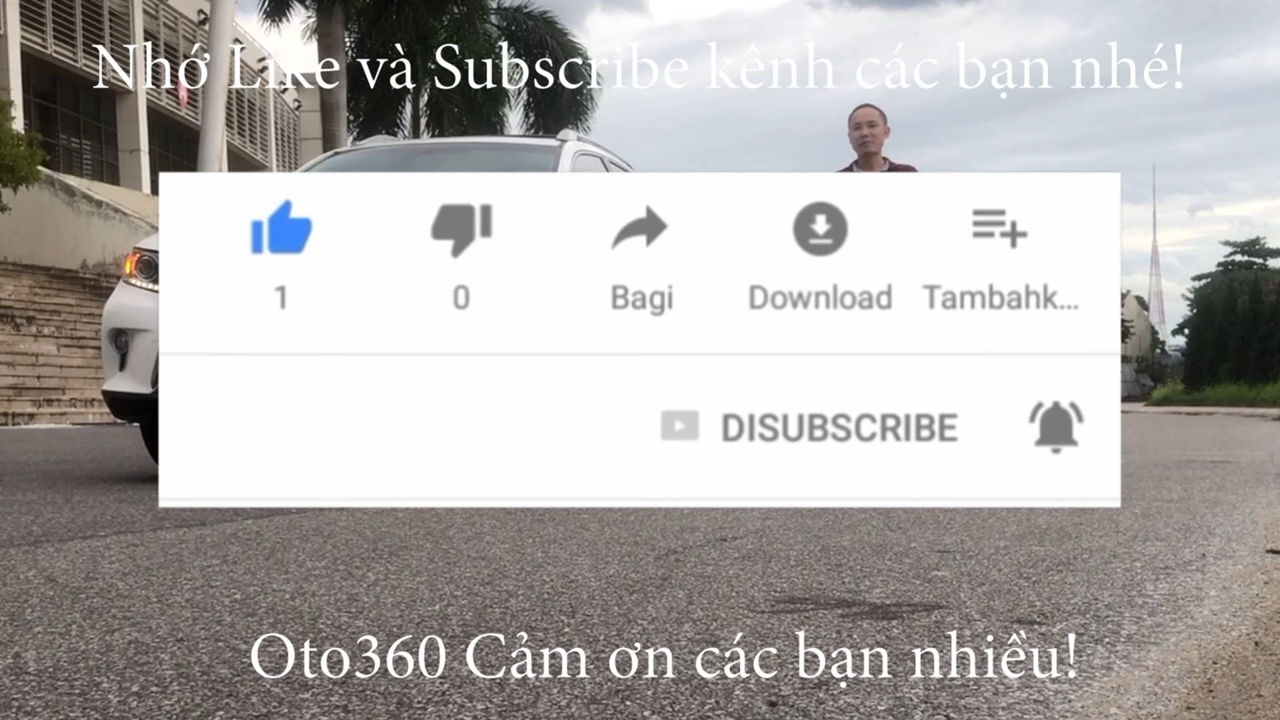 Nhớ Like và Subscribe kênh các bạn nhé!
1 0 Bagi Download Tambahk...
DISUBSCRIBE
Oto360 Cảm ơn các bạn nhiều!